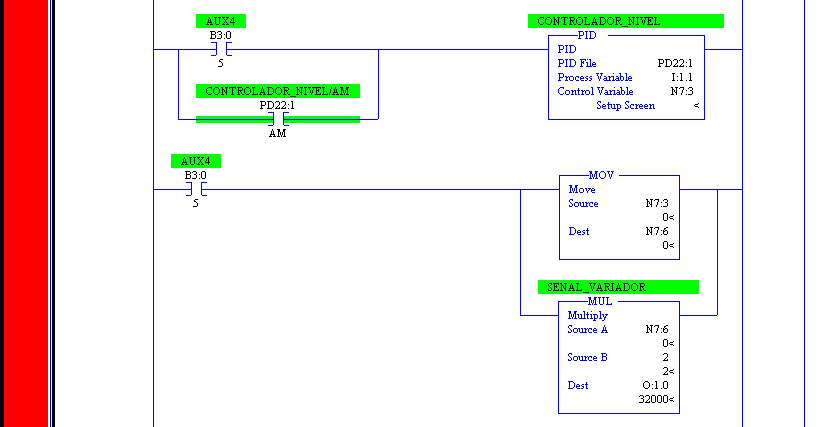 AUX4
B3:0
5
CONTROLADOR_NIVEL/AM
PD22:1
AM
CONTROLADOR_NIVEL
PID
PID
PID File PD22:1
Process Variable I:1.1
Control Variable N7:3
Setup Screen <
AUX4
B3:0
5
MOV
Move
Source N7:3
0<
Dest N7:6
0<
SENAL_VARIADOR
MUL
Multiply
Source A N7:6
0<
Source B 2
2<
Dest O:1.0
32000<